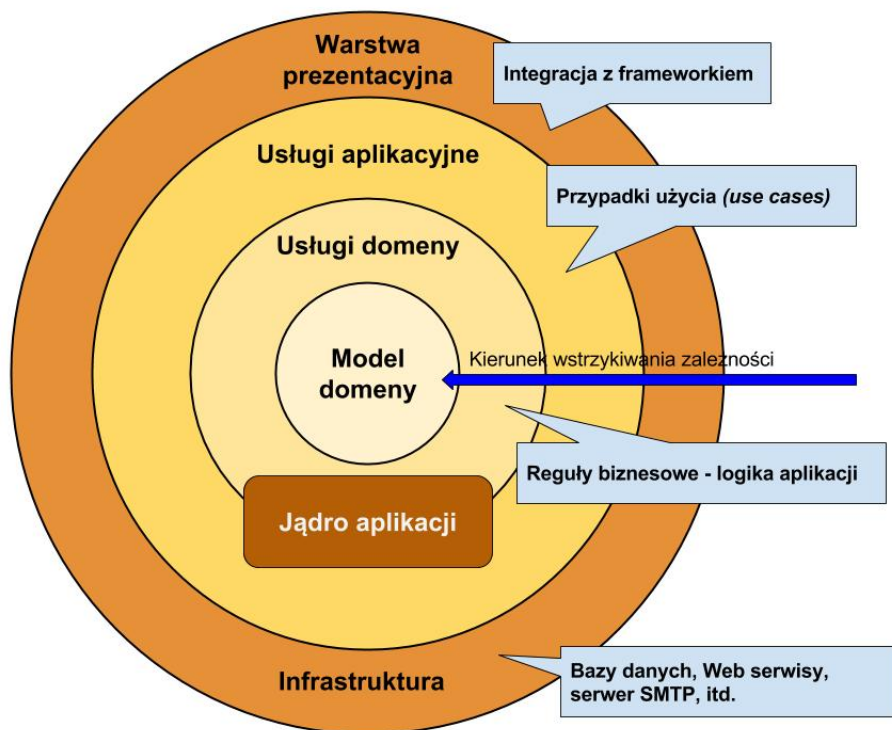 Warstwa
prezentacyjna
Integracja z frameworkiem
Usługi aplikacyjne
Przypadki użycia (use cases)
Usługi domeny
Model
domeny
Kierunek wstrzykiwania zależności
Reguły biznesowe - logika aplikacji
Jądro aplikacji
Infrastruktura
Bazy danych, Web serwisy,
serwer SMTP, itd.